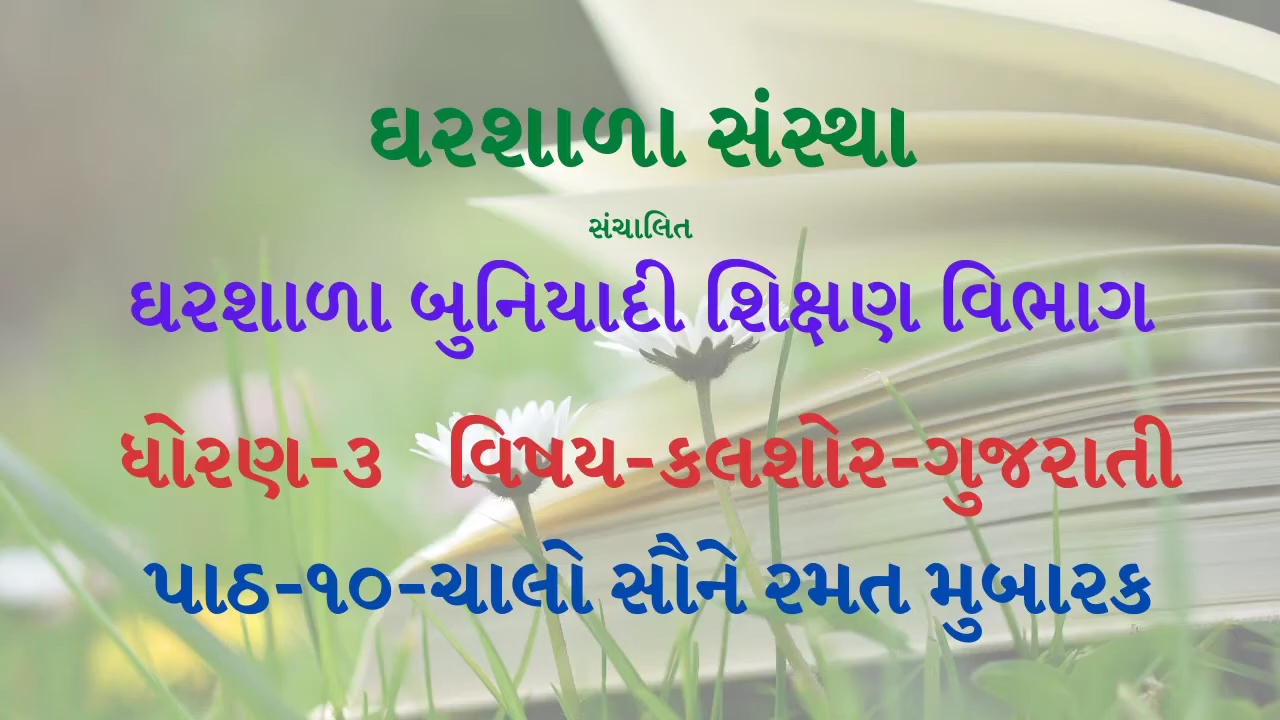 ઘરશાળા સંસ્થા
સંચાલિત
ઘરશાળા બુનિયાદી શિક્ષણ વિભાગ
ધોરણ-૩ વિષય-કલશોર-ગુજરાતી
પાઠ-૧૦-ચાલો સૌને રમત મુબારક